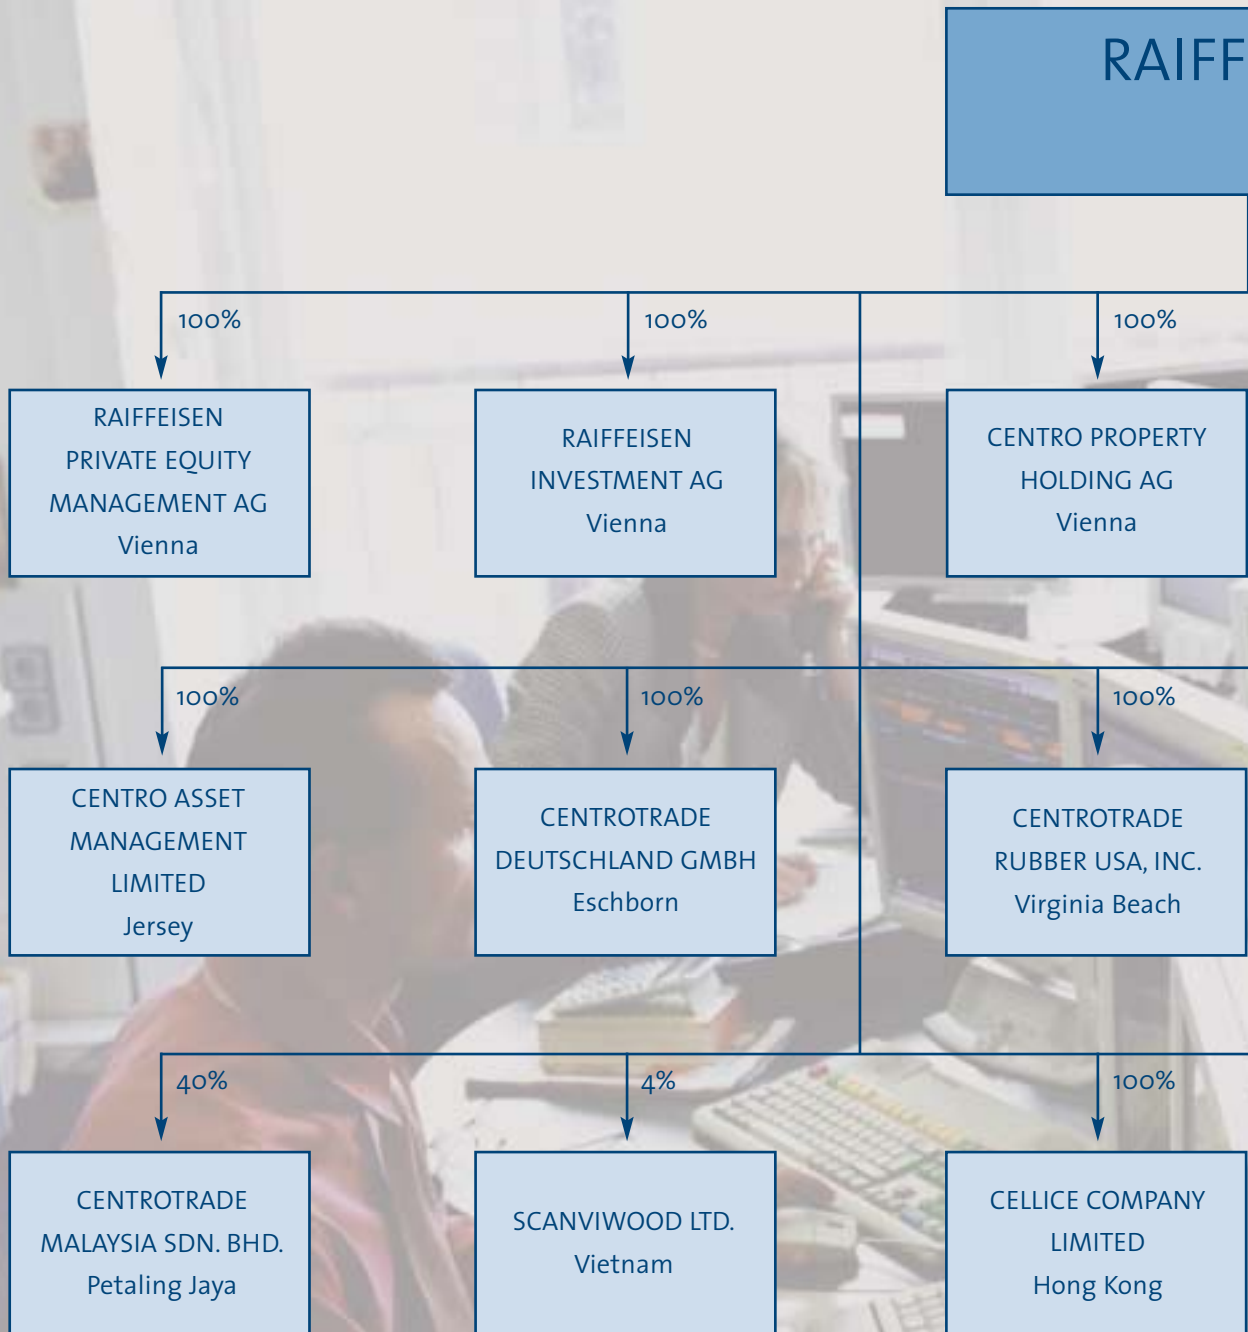 RAIFF
100%
100%
100%
RAIFFEISEN
PRIVATE EQUITY
MANAGEMENT AG
Vienna
RAIFFEISEN
INVESTMENT AG
Vienna
CENTRO PROPERTY
HOLDING AG
Vienna
100%
100%
100%
CENTRO ASSET
MANAGEMENT
LIMITED
Jersey
CENTROTRADE
DEUTSCHLAND GMBH
Eschborn
CENTROTRADE
RUBBER USA, INC.
Virginia Beach
40%
4%
100%
CENTROTRADE
MALAYSIA SDN. BHD.
Petaling Jaya
SCANVIWOOD LTD.
Vietnam
CELLICE COMPANY
LIMITED
Hong Kong